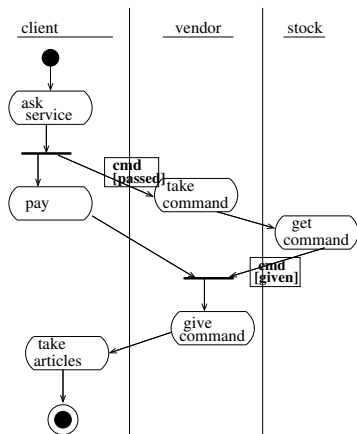 client
vendor
stock
ask
service
cmd
[passed]
take
command
pay
get
command
cmd
[given]
give
command
take
articles